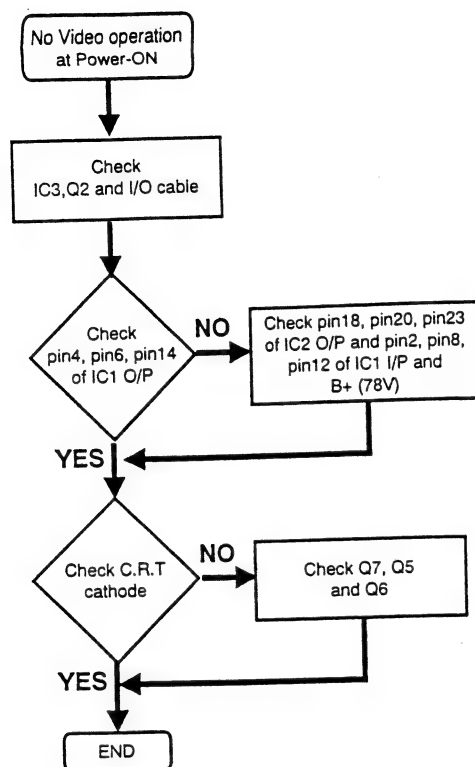 No Video operation
at Power-ON
Check
IC3,Q2 and I/O cable
Check
pin4, pin6, pin14
of IC1 O/P
NO
Check pin18, pin20, pin23
of IC2 O/P and pin2, pin8,
pin12 of IC1 I/P and
B+ (78V)
YES
Check C.R.T
cathode
NO
Check Q7, Q5
and Q6
YES
END